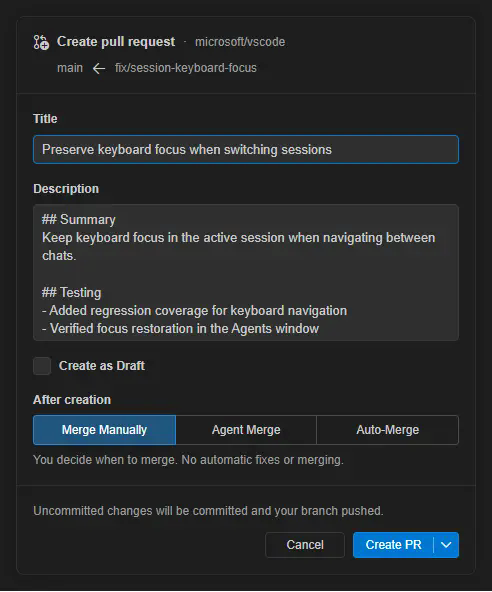 Create pull request · microsoft/vscode
main ← fix/session-keyboard-focus
Title
Preserve keyboard focus when switching sessions
Description
## Summary
Keep keyboard focus in the active session when navigating between
chats.
## Testing
- Added regression coverage for keyboard navigation
- Verified focus restoration in the Agents window
Create as Draft
After creation
Merge Manually Agent Merge Auto-Merge
You decide when to merge. No automatic fixes or merging.
Uncommitted changes will be committed and your branch pushed.
Cancel Create PR